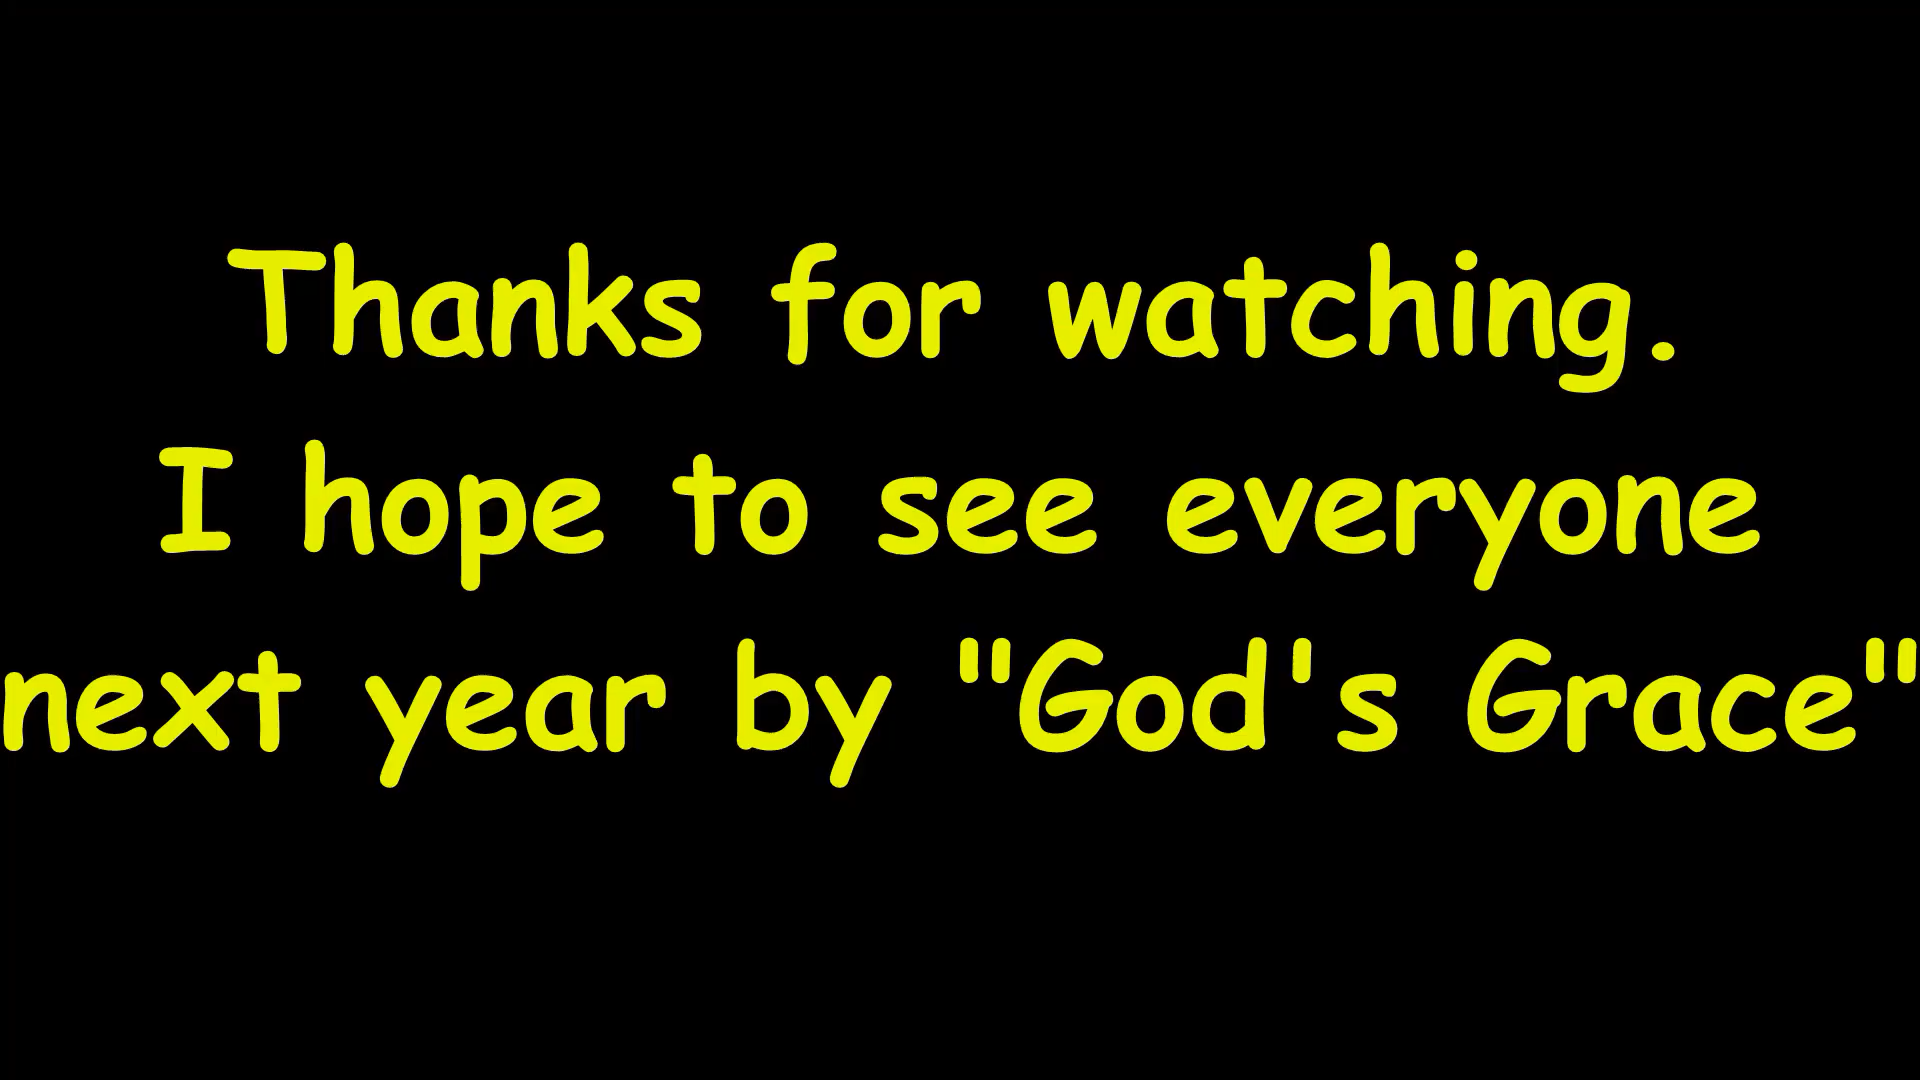 Thanks for watching.
I hope to see everyone
next year by "God's Grace"